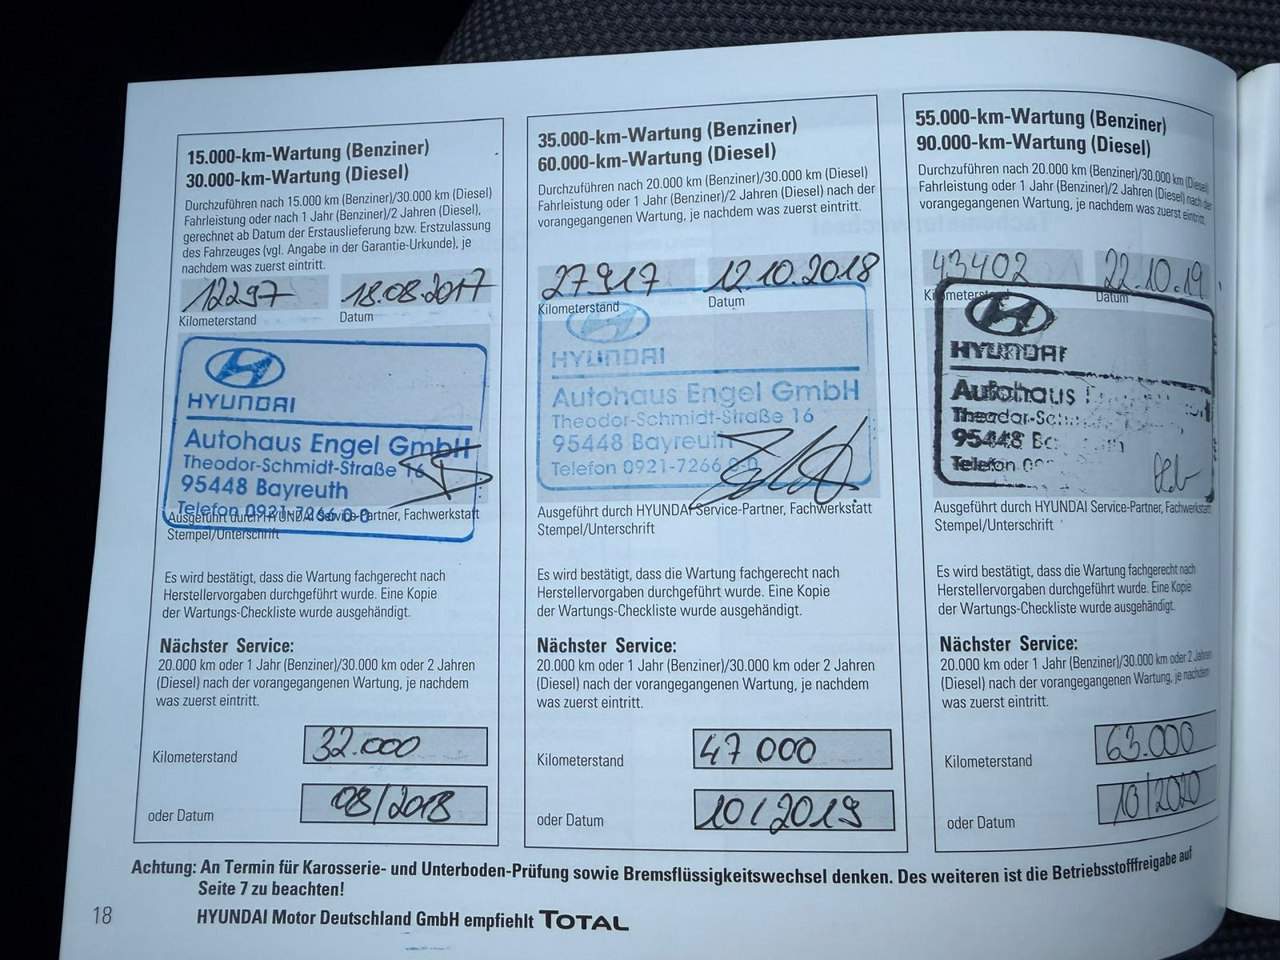 15.000-km-Wartung (Benziner)
30.000-km-Wartung (Diesel)
Durchzuführen nach 15.000 km (Benziner)/30.000 km (Diesel)
Fahrleistung oder nach 1 Jahr (Benziner)/2 Jahren (Diesel),
gerechnet ab Datum der Erstauslieferung bzw. Erstzulassung
des Fahrzeuges (vgl. Angabe in der Garantie-Urkunde), je
nachdem was zuerst eintritt.
12297 18.08.2017
Kilometerstand Datum
HYUNDAI
Autohaus Engel GmbH
Theodor-Schmidt-Straße 16
95448 Bayreuth
Telefon 0921-7266 0-0
Ausgeführt durch HYUNDAI Service-Partner, Fachwerkstatt
Stempel/Unterschrift
Es wird bestätigt, dass die Wartung fachgerecht nach
Herstellervorgaben durchgeführt wurde. Eine Kopie
der Wartungs-Checkliste wurde ausgehändigt.
Nächster Service:
20.000 km oder 1 Jahr (Benziner)/30.000 km oder 2 Jahren
(Diesel) nach der vorangegangenen Wartung, je nachdem
was zuerst eintritt.
Kilometerstand 32.000
oder Datum 08/2018
35.000-km-Wartung (Benziner)
60.000-km-Wartung (Diesel)
Durchzuführen nach 20.000 km (Benziner)/30.000 km (Diesel)
Fahrleistung oder 1 Jahr (Benziner)/2 Jahren (Diesel) nach der
vorangegangenen Wartung, je nachdem was zuerst eintritt.
27917 12.10.2018
Kilometerstand Datum
HYUNDAI
Autohaus Engel GmbH
Theodor-Schmidt-Straße 16
95448 Bayreuth
Telefon 0921-7266 0-0
Ausgeführt durch HYUNDAI Service-Partner, Fachwerkstatt
Stempel/Unterschrift
Es wird bestätigt, dass die Wartung fachgerecht nach
Herstellervorgaben durchgeführt wurde. Eine Kopie
der Wartungs-Checkliste wurde ausgehändigt.
Nächster Service:
20.000 km oder 1 Jahr (Benziner)/30.000 km oder 2 Jahren
(Diesel) nach der vorangegangenen Wartung, je nachdem
was zuerst eintritt.
Kilometerstand 47 000
oder Datum 10/2019
55.000-km-Wartung (Benziner)
90.000-km-Wartung (Diesel)
Durchzuführen nach 20.000 km (Benziner)/30.000 km (Diesel)
Fahrleistung oder 1 Jahr (Benziner)/2 Jahren (Diesel) nach der
vorangegangenen Wartung, je nachdem was zuerst eintritt.
43402 22.10.19
Kilometerstand Datum
HYUNDAI
Autohaus
95448
Telefon
Ausgeführt durch HYUNDAI Service-Partner, Fachwerkstatt
Stempel/Unterschrift
Es wird bestätigt, dass die Wartung fachgerecht nach
Herstellervorgaben durchgeführt wurde. Eine Kopie
der Wartungs-Checkliste wurde ausgehändigt.
Nächster Service:
20.000 km oder 1 Jahr (Benziner)/30.000 km oder 2 Jahren
(Diesel) nach der vorangegangenen Wartung, je nachdem
was zuerst eintritt.
Kilometerstand 63.000
oder Datum 10/2020
Achtung: An Termin für Karosserie- und Unterboden-Prüfung sowie Bremsflüssigkeitswechsel denken. Des weiteren ist die Betriebsstofffreigabe auf
Seite 7 zu beachten!
18 HYUNDAI Motor Deutschland GmbH empfiehlt TOTAL